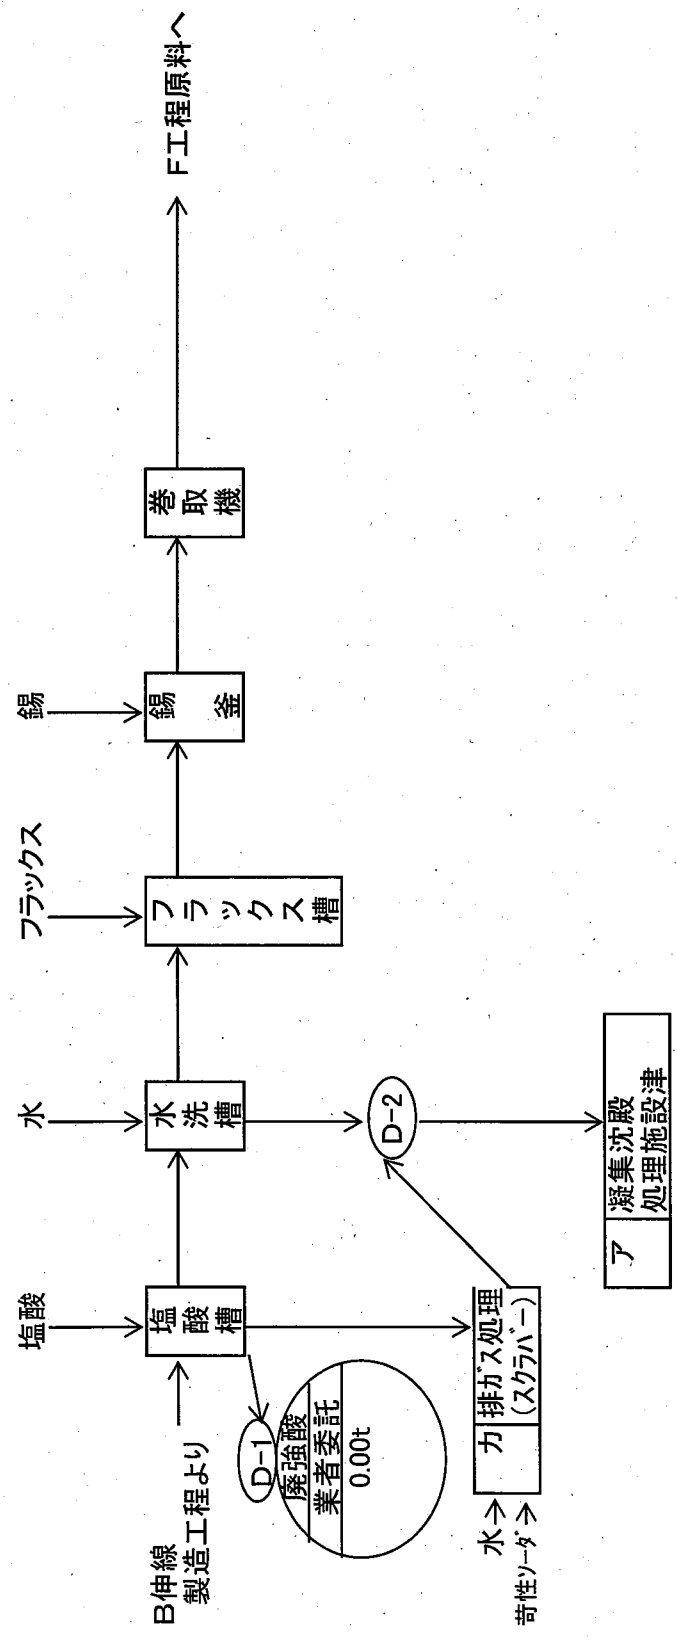 塩酸
水
フラックス
錫
B伸線
製造工程より
塩酸槽
水洗槽
フラックス槽
錫釜
巻取機
F工程原料へ
D-1
廃強酸
業者委託
0.00t
D-2
水
苛性ソーダ
カ
排ガス処理
(スクラバー)
ア
凝集沈殿
処理施設津